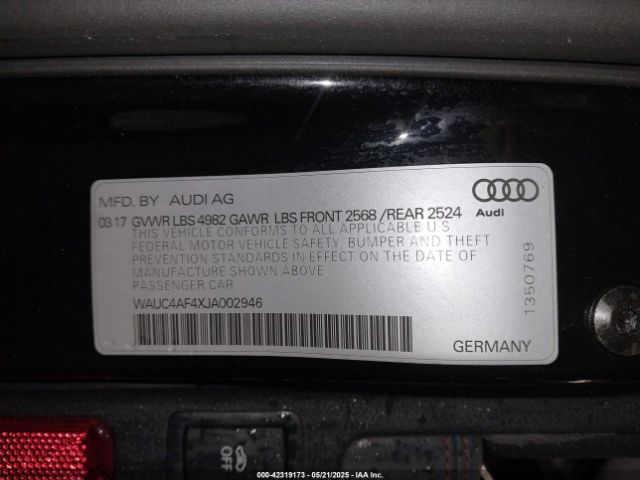 MFD. BY AUDI AG
03 17 GVWR LBS 4982 GAWR LBS FRONT 2568 /REAR 2524
THIS VEHICLE CONFORMS TO ALL APPLICABLE U.S.
FEDERAL MOTOR VEHICLE SAFETY, BUMPER AND THEFT
PREVENTION STANDARDS IN EFFECT ON THE DATE OF
MANUFACTURE SHOWN ABOVE
PASSENGER CAR
WAUC4AF4XJA002946
Audi
1350769
GERMANY
OFF
000-42319173 - 05/21/2025 - IAA Inc.